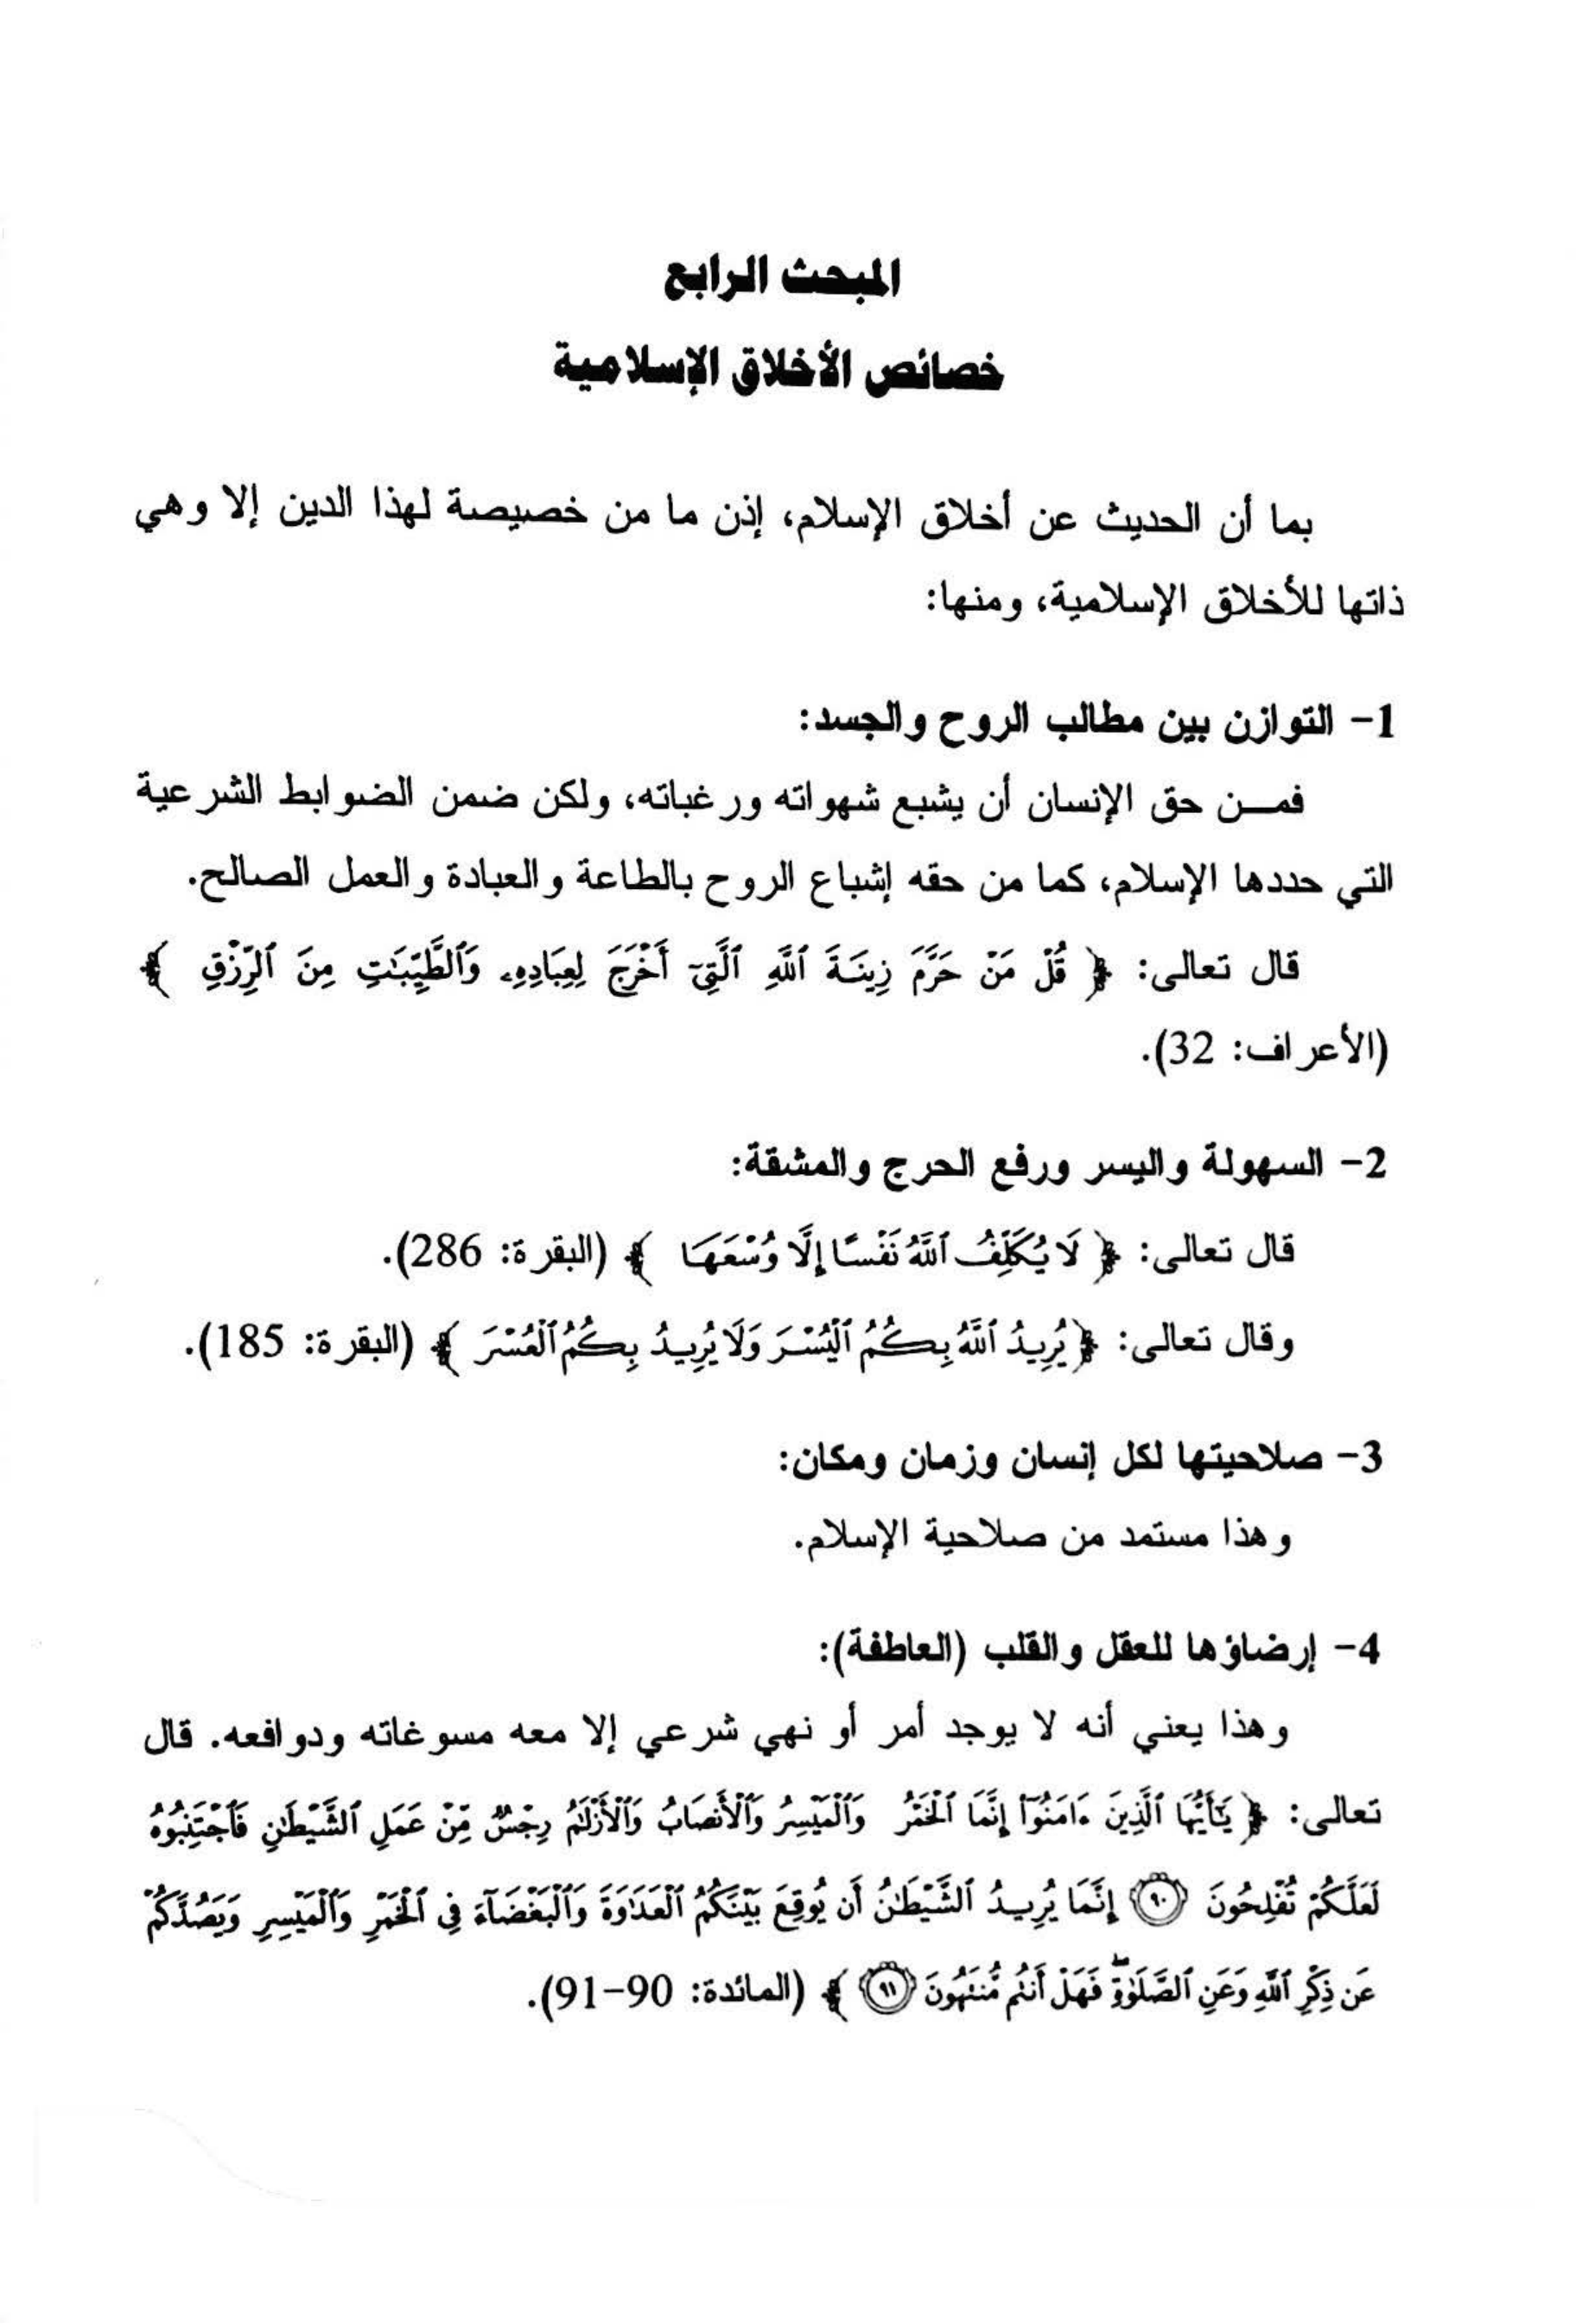 المبحث الرابع
خصائص الأخلاق الإسلامية
بما أن الحديث عن أخلاق الإسلام، إذن ما من خصيصة لهذا الدين إلا وهي
ذاتها للأخلاق الإسلامية، ومنها:
1- التوازن بين مطالب الروح والجسد:
فمــن حق الإنسان أن يشبع شهواته ورغباته، ولكن ضمن الضوابط الشرعية
التي حددها الإسلام، كما من حقه إشباع الروح بالطاعة والعبادة والعمل الصالح.
قال تعالى: ﴿ قُلْ مَنْ حَرَّمَ زِينَةَ ٱللَّهِ ٱلَّتِىٓ أَخْرَجَ لِعِبَادِهِۦ وَٱلطَّيِّبَـٰتِ مِنَ ٱلرِّزْقِ ﴾
(الأعراف: 32).
2- السهولة واليسر ورفع الحرج والمشقة:
قال تعالى: ﴿ لَا يُكَلِّفُ ٱللَّهُ نَفْسًا إِلَّا وُسْعَهَا ﴾ (البقرة: 286).
وقال تعالى: ﴿ يُرِيدُ ٱللَّهُ بِكُمُ ٱلْيُسْرَ وَلَا يُرِيدُ بِكُمُ ٱلْعُسْرَ ﴾ (البقرة: 185).
3- صلاحيتها لكل إنسان وزمان ومكان:
وهذا مستمد من صلاحية الإسلام.
4- إرضاؤها للعقل والقلب (العاطفة):
وهذا يعني أنه لا يوجد أمر أو نهي شرعي إلا معه مسوغاته ودوافعه. قال
تعالى: ﴿ يَـٰٓأَيُّهَا ٱلَّذِينَ ءَامَنُوٓا۟ إِنَّمَا ٱلْخَمْرُ وَٱلْمَيْسِرُ وَٱلْأَنصَابُ وَٱلْأَزْلَـٰمُ رِجْسٌ مِّنْ عَمَلِ ٱلشَّيْطَـٰنِ فَٱجْتَنِبُوهُ
لَعَلَّكُمْ تُفْلِحُونَ ٩٠ إِنَّمَا يُرِيدُ ٱلشَّيْطَـٰنُ أَن يُوقِعَ بَيْنَكُمُ ٱلْعَدَٰوَةَ وَٱلْبَغْضَآءَ فِى ٱلْخَمْرِ وَٱلْمَيْسِرِ وَيَصُدَّكُمْ
عَن ذِكْرِ ٱللَّهِ وَعَنِ ٱلصَّلَوٰةِ ۖ فَهَلْ أَنتُم مُّنتَهُونَ ٩١ ﴾ (المائدة: 90-91).